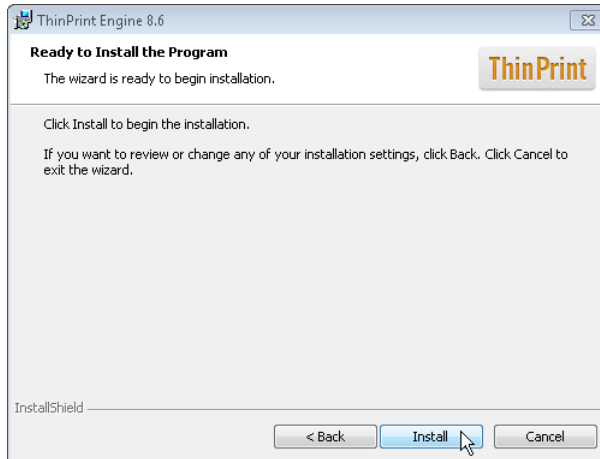 ThinPrint Engine 8.6
Ready to Install the Program
The wizard is ready to begin installation.
ThinPrint
Click Install to begin the installation.
If you want to review or change any of your installation settings, click Back. Click Cancel to
exit the wizard.
InstallShield
< Back
Install
Cancel